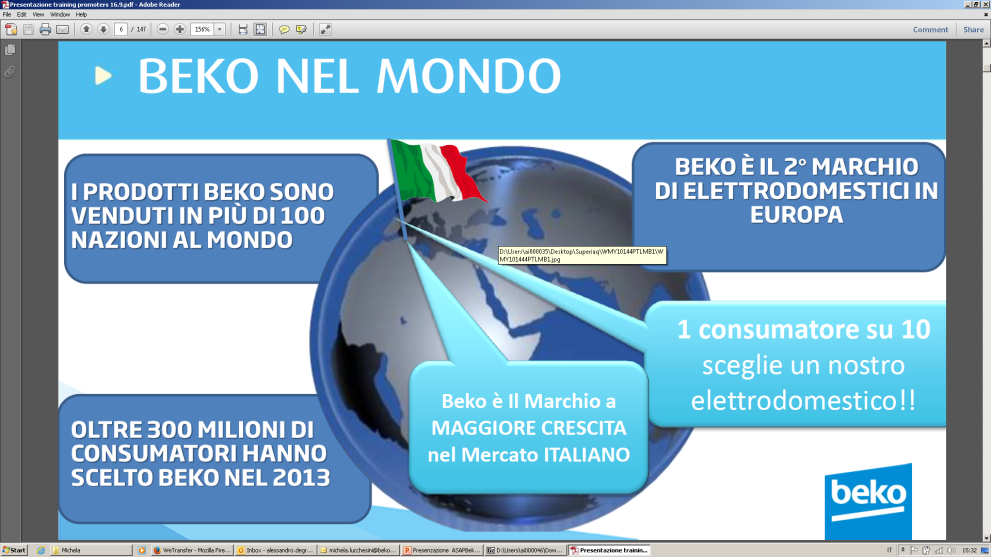 Presentazione training promoters 16.9.pdf - Adobe Reader
File Edit View Window Help
6 / 147
156%
Comment Share
BEKO NEL MONDO
I PRODOTTI BEKO SONO
VENDUTI IN PIÙ DI 100
NAZIONI AL MONDO
BEKO È IL 2° MARCHIO
DI ELETTRODOMESTICI IN
EUROPA
D:\Users\ai000035\Desktop\Superiaq\WMY10144PTLMB1\W
MY101444PTLMB1.jpg
1 consumatore su 10
sceglie un nostro
elettrodomestico!!
Beko è Il Marchio a
MAGGIORE CRESCITA
nel Mercato ITALIANO
OLTRE 300 MILIONI DI
CONSUMATORI HANNO
SCELTO BEKO NEL 2013
beko
Start
Michela
WeTransfer - Mozilla Fire...
Inbox - alessandro.degr...
michela.lucchesini@beko...
Presenzazione ASAPBek...
D:\Users\ai000046\Dow...
Presentazione trainin...
IT
15:32